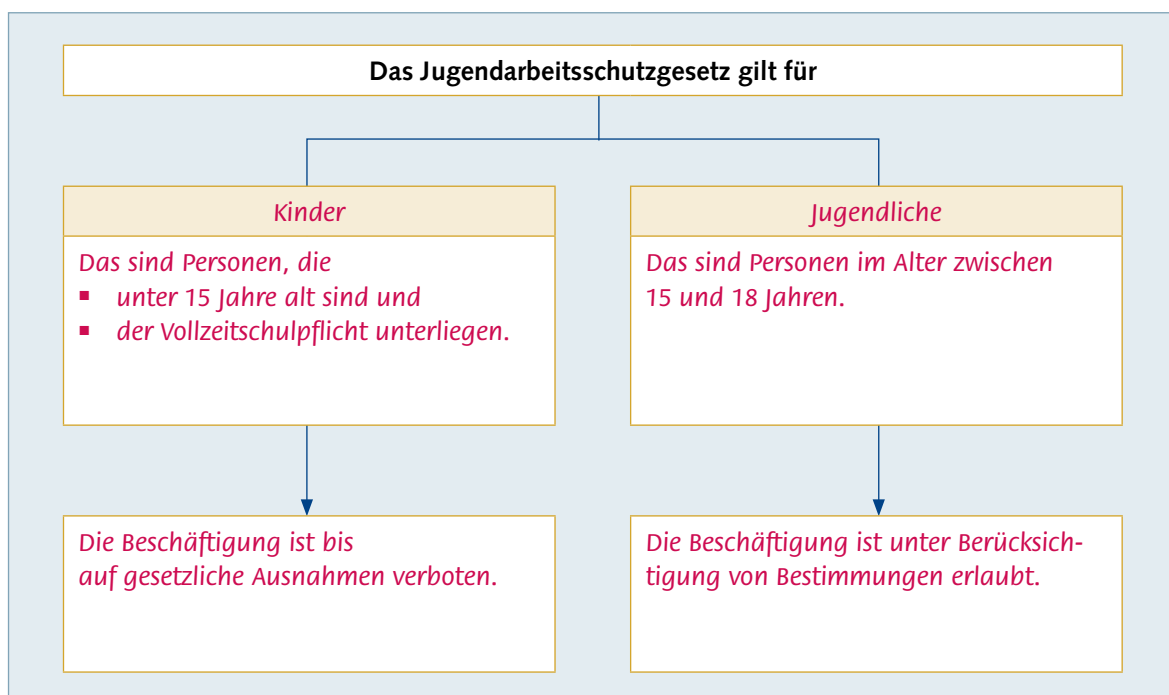 Das Jugendarbeitsschutzgesetz gilt für
Kinder
Das sind Personen, die
▪ unter 15 Jahre alt sind und
▪ der Vollzeitschulpflicht unterliegen.
Jugendliche
Das sind Personen im Alter zwischen
15 und 18 Jahren.
Die Beschäftigung ist bis
auf gesetzliche Ausnahmen verboten.
Die Beschäftigung ist unter Berücksich-
tigung von Bestimmungen erlaubt.